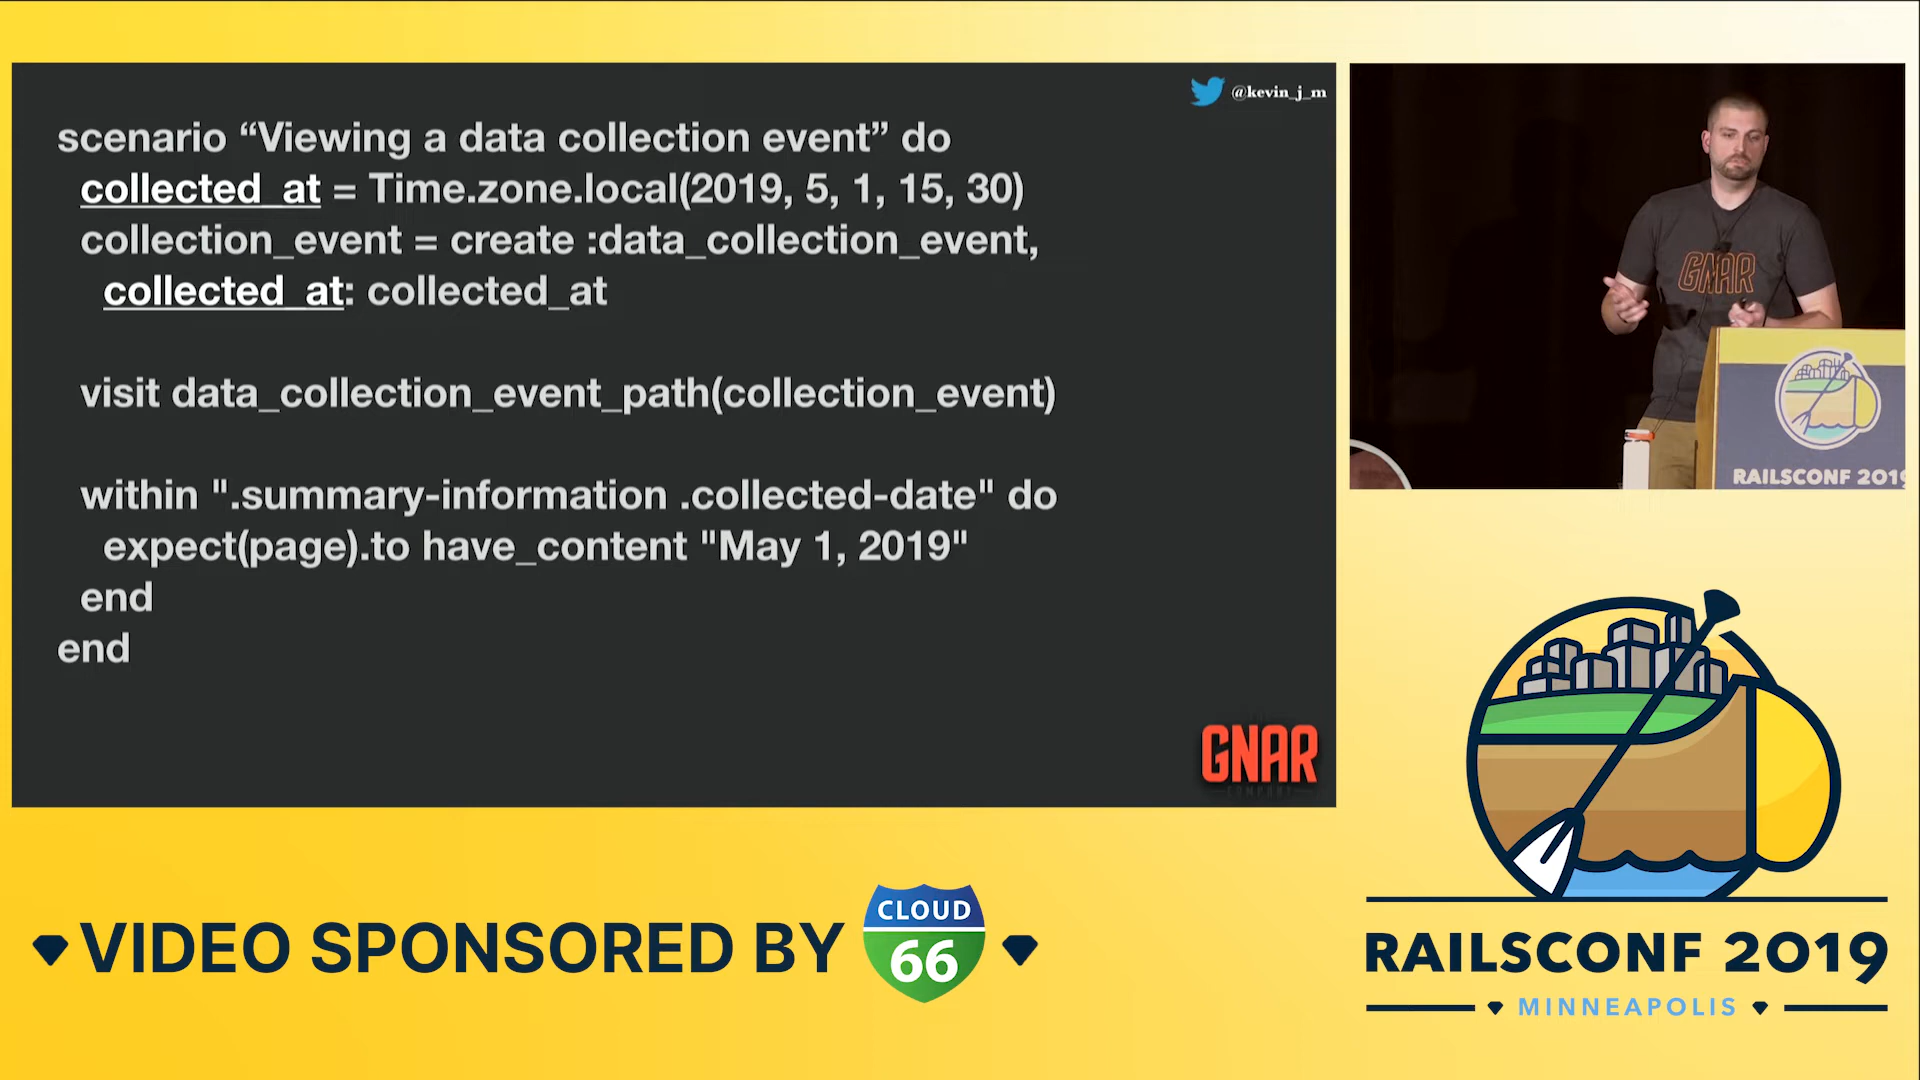 @kevin_j_m
scenario “Viewing a data collection event” do
collected_at = Time.zone.local(2019, 5, 1, 15, 30)
collection_event = create :data_collection_event,
collected_at: collected_at
visit data_collection_event_path(collection_event)
within ".summary-information .collected-date" do
expect(page).to have_content "May 1, 2019"
end
end
GNAR
COMPANY
GNAR
RAILSCONF 2019
VIDEO SPONSORED BY
CLOUD
66
RAILSCONF 2019
MINNEAPOLIS